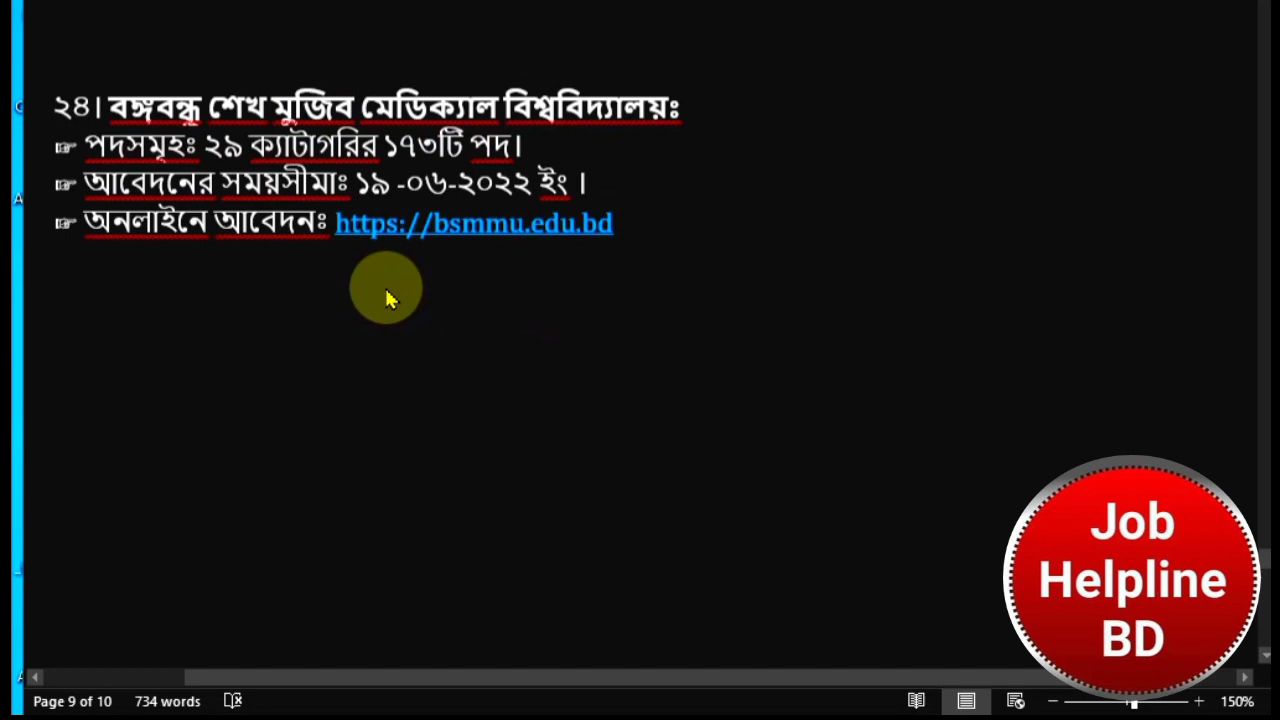 ২৪। বঙ্গবন্ধু শেখ মুজিব মেডিক্যাল বিশ্ববিদ্যালয়ঃ
☞ পদসমূহঃ ২৯ ক্যাটাগরির ১৭৩টি পদ।
☞ আবেদনের সময়সীমাঃ ১৯ -০৬-২০২২ ইং ।
☞ অনলাইনে আবেদনঃ https://bsmmu.edu.bd
Job
Helpline
BD
Page 9 of 10 734 words 150%